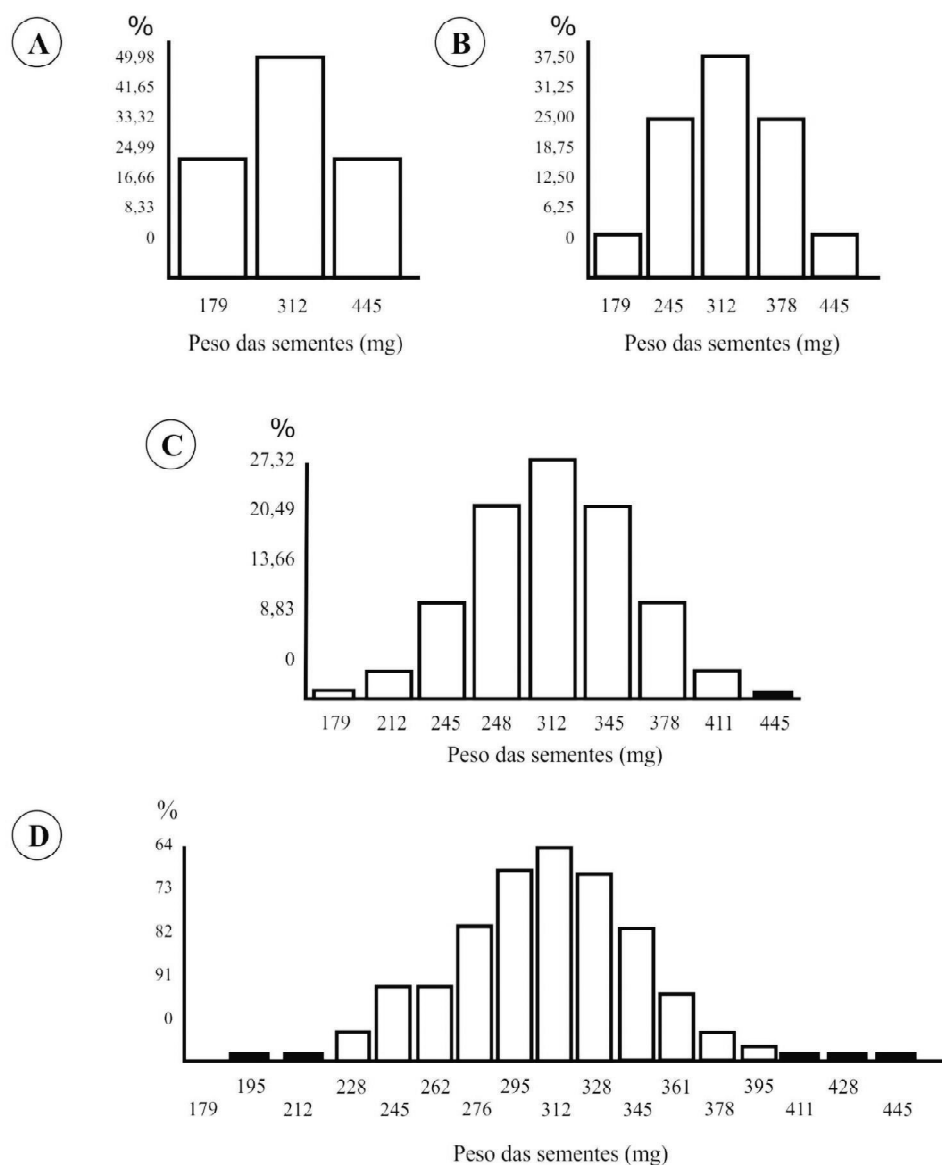 A
%
49,98
41,65
33,32
24,99
16,66
8,33
0
179 312 445
Peso das sementes (mg)
B
%
37,50
31,25
25,00
18,75
12,50
6,25
0
179 245 312 378 445
Peso das sementes (mg)
C
%
27,32
20,49
13,66
8,83
0
179 212 245 248 312 345 378 411 445
Peso das sementes (mg)
D
%
64
73
82
91
0
195 228 262 295 328 361 395 428
179 212 245 276 312 345 378 411 445
Peso das sementes (mg)